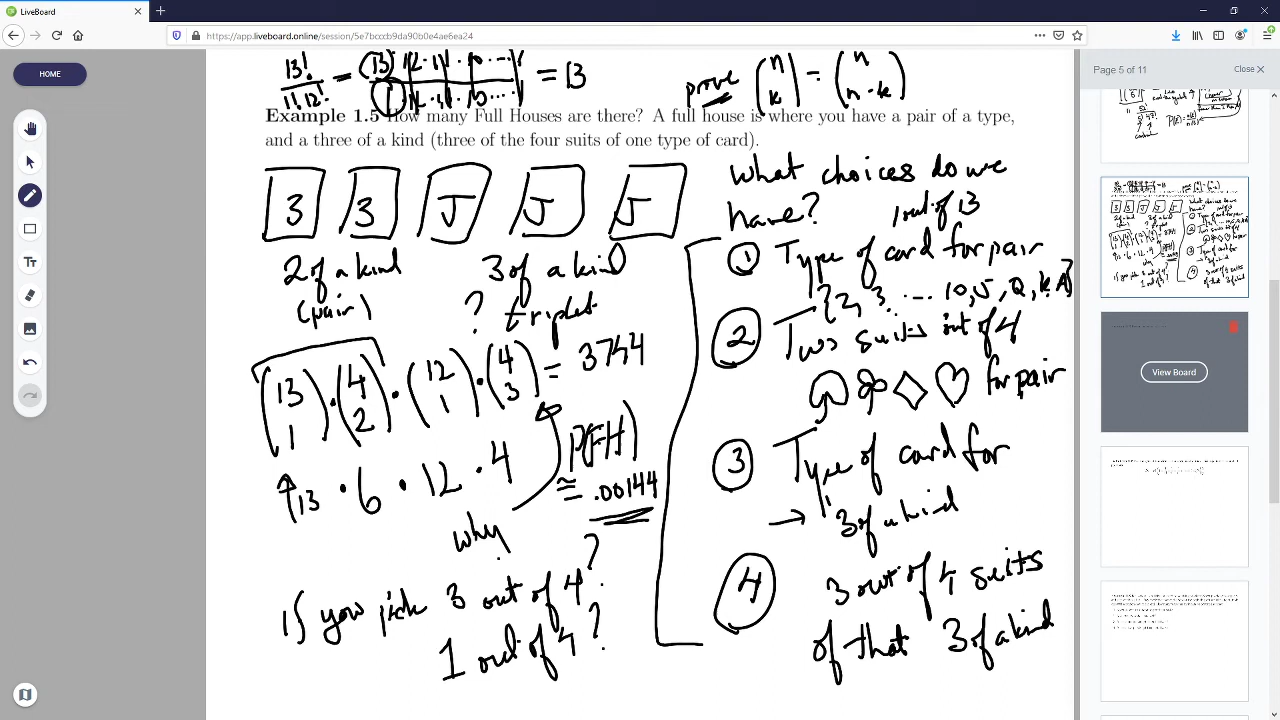 LiveBoard
https://app.liveboard.online/session/5e7bcccb9da90b0e4ae6ea24
HOME
Page 5 of 11
Close
View Board
13!
1! 12!
= 13
prove (n k) = (n n-k)
Example 1.5 How many Full Houses are there? A full house is where you have a pair of a type,
and a three of a kind (three of the four suits of one type of card).
3 3 J J J
2 of a kind
(pair)
3 of a kind
? triplet
(13 1) · (4 2) · (12 1) · (4 3) = 3744
13 · 6 · 12 · 4
P(FH)
≅ .00144
why
?
if you pick 3 out of 4?
1 out of 4?
What choices do we
have?
1 out of 13
1 Type of card for pair
{2, 3, .... 10, J, Q, K, A}
2 Two suits out of 4
for pair
3 Type of card for
→ 3 of a kind
4 3 out of 4 suits
of that 3 of a kind